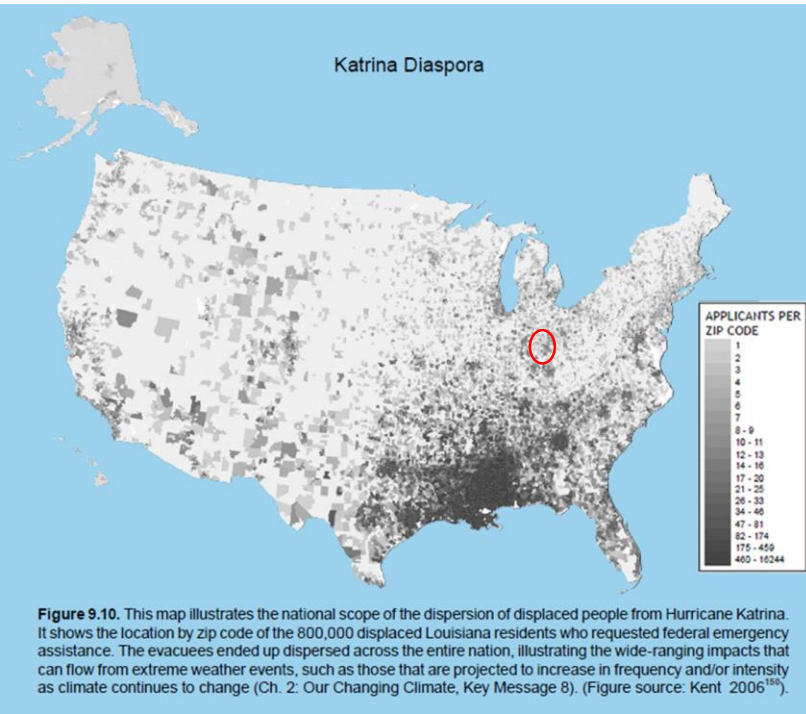 Katrina Diaspora
APPLICANTS PER
ZIP CODE
1
2
3
4
5
6
7
8 - 9
10 - 11
12 - 13
14 - 16
17 - 20
21 - 25
26 - 33
34 - 46
47 - 81
82 - 174
175 - 459
460 - 16244
Figure 9.10. This map illustrates the national scope of the dispersion of displaced people from Hurricane Katrina.
It shows the location by zip code of the 800,000 displaced Louisiana residents who requested federal emergency
assistance. The evacuees ended up dispersed across the entire nation, illustrating the wide-ranging impacts that
can flow from extreme weather events, such as those that are projected to increase in frequency and/or intensity
as climate continues to change (Ch. 2: Our Changing Climate, Key Message 8). (Figure source: Kent 2006¹⁵⁰).